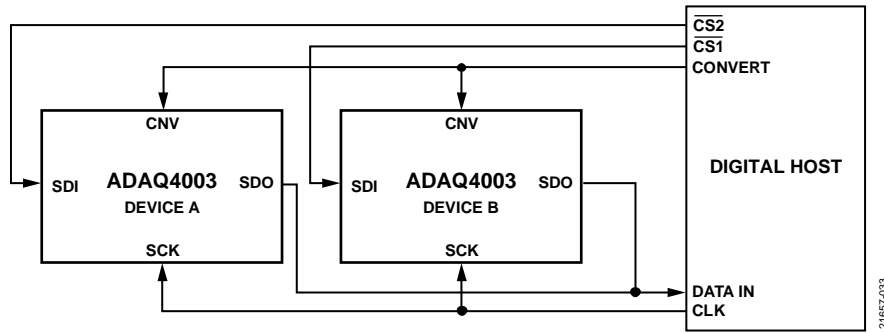 CS2
CS1
CONVERT
CNV
CNV
DIGITAL HOST
SDI
ADAQ4003
DEVICE A
SDO
SDI
ADAQ4003
DEVICE B
SDO
SCK
SCK
DATA IN
CLK
21657-033